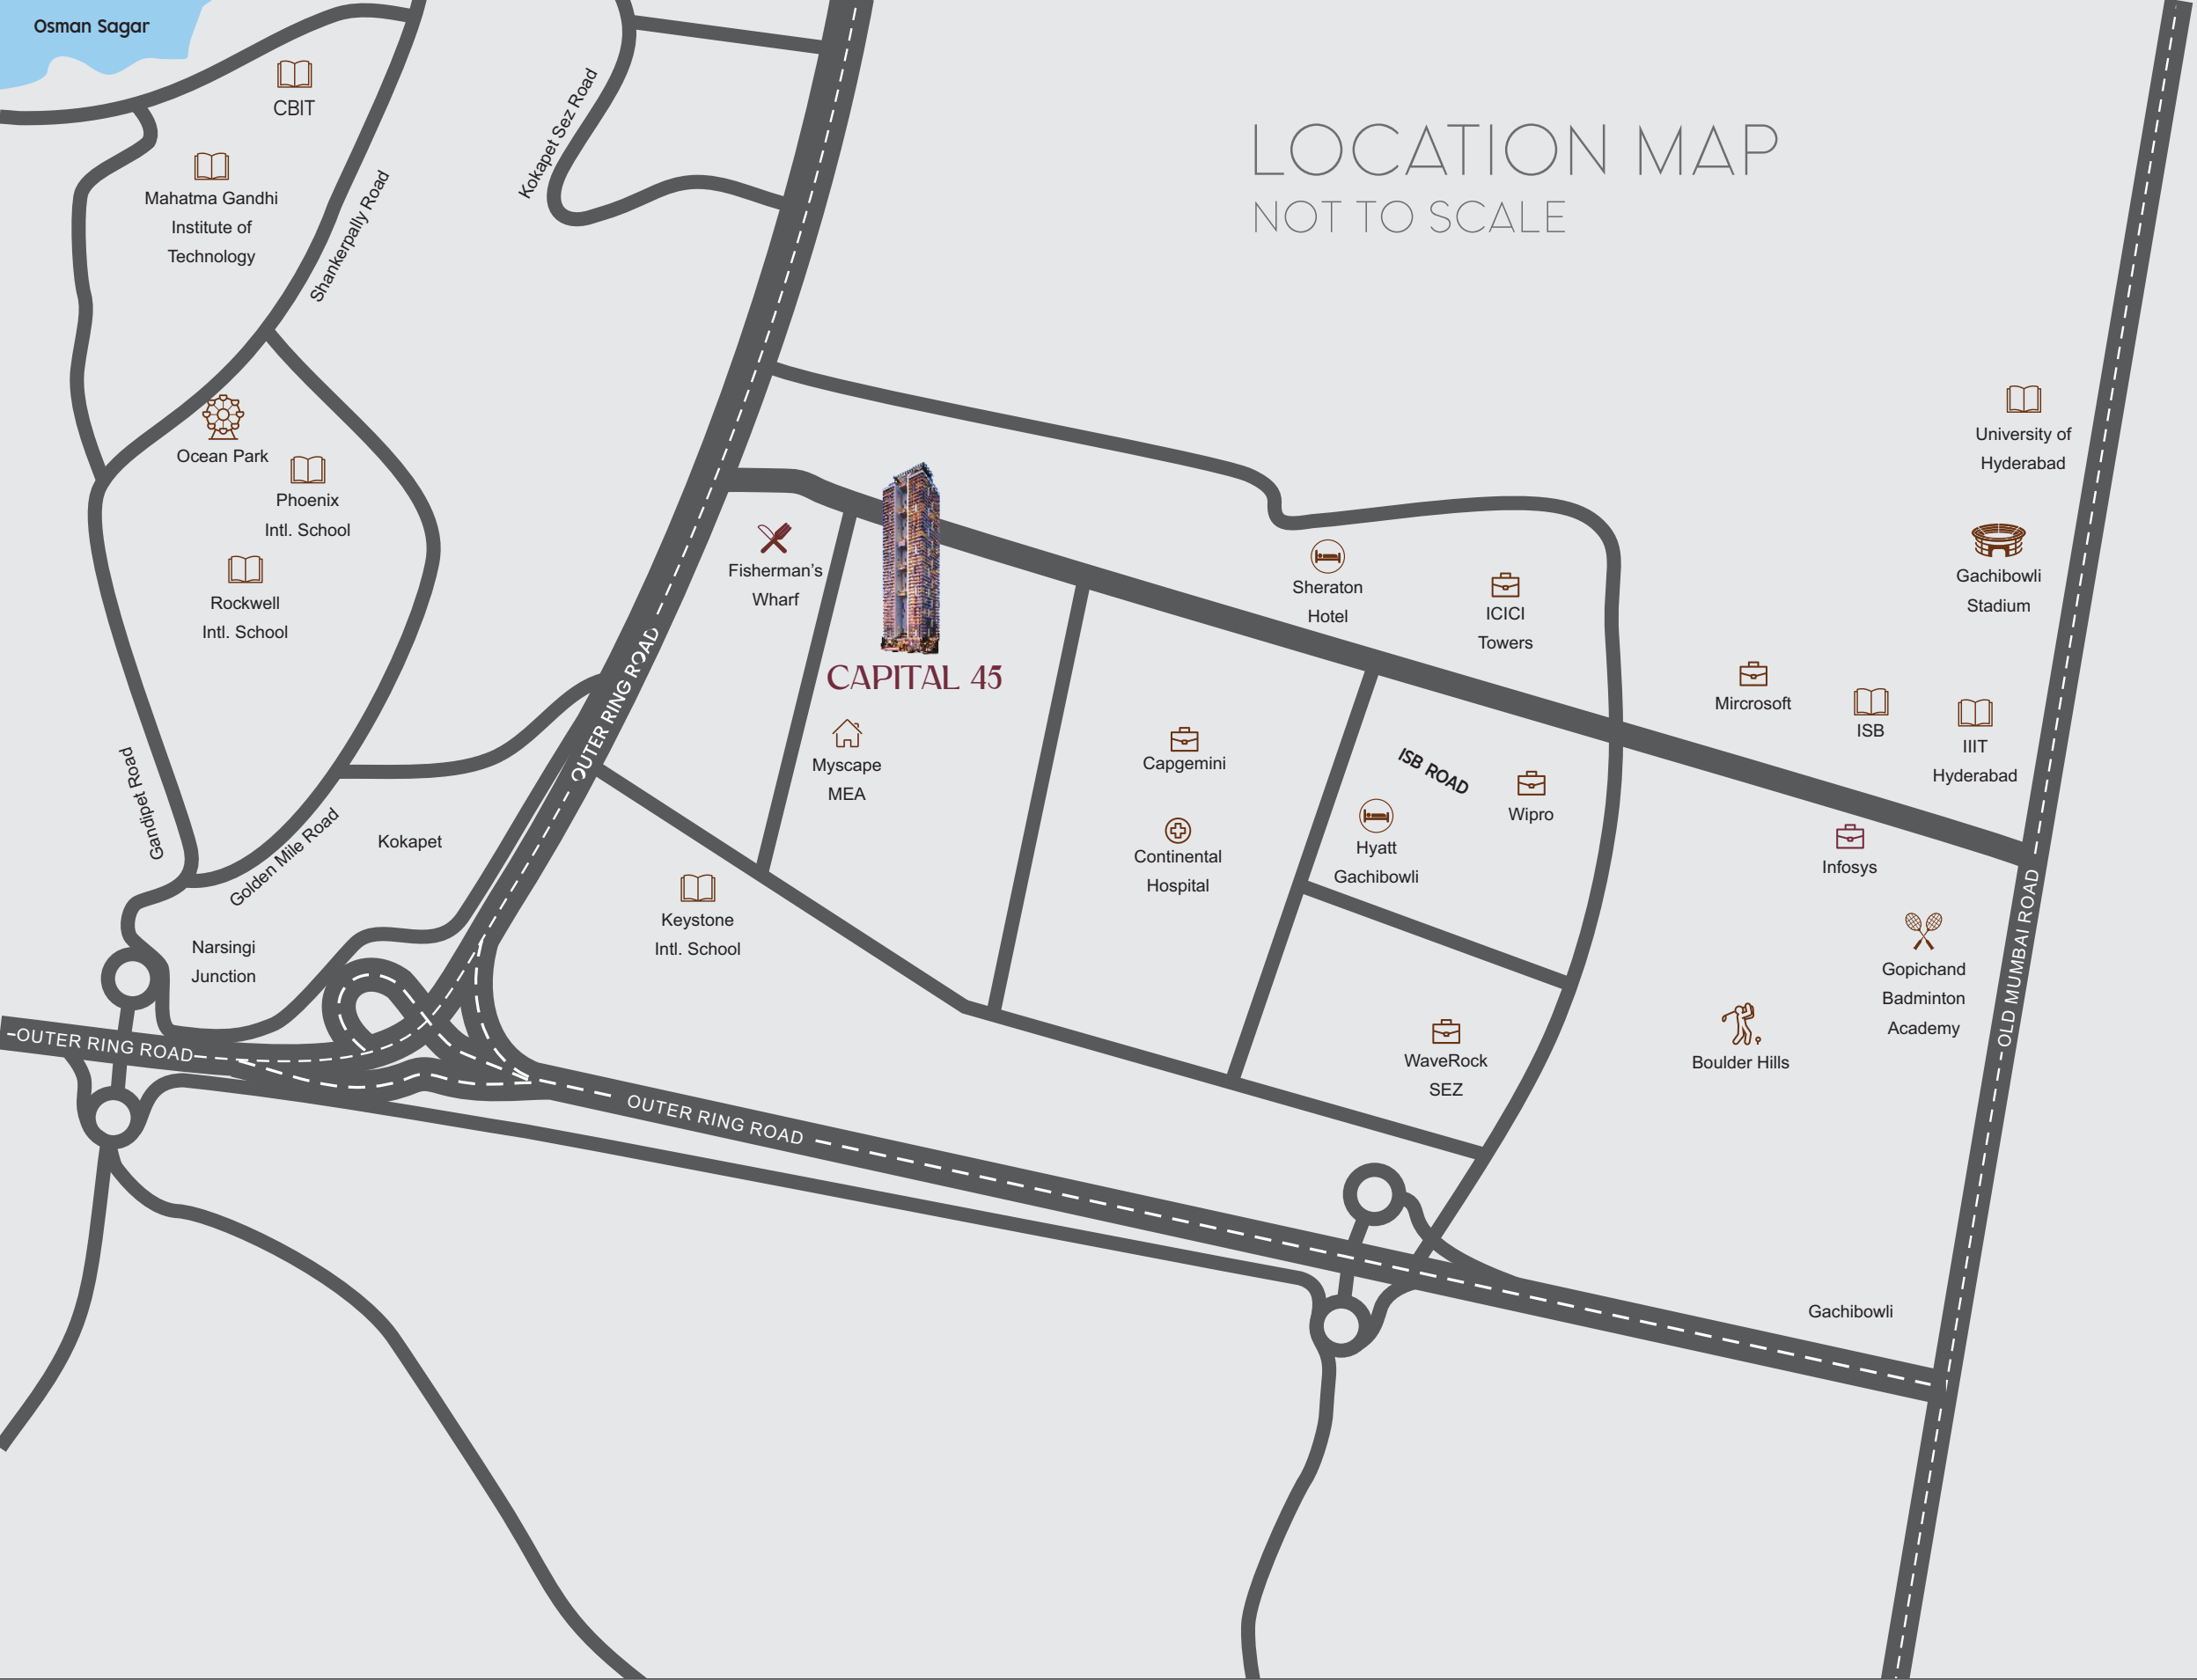 Osman Sagar
CBIT
Mahatma Gandhi
Institute of
Technology
Shankerpally Road
Kokapet Sez Road
LOCATION MAP
NOT TO SCALE
Ocean Park
Phoenix
Intl. School
Rockwell
Intl. School
Gandipet Road
Golden Mile Road
Kokapet
Narsingi
Junction
OUTER RING ROAD
OUTER RING ROAD
OUTER RING ROAD
Fisherman's
Wharf
CAPITAL 45
Myscape
MEA
Keystone
Intl. School
Capgemini
Continental
Hospital
Sheraton
Hotel
ICICI
Towers
ISB ROAD
Wipro
Hyatt
Gachibowli
WaveRock
SEZ
University of
Hyderabad
Gachibowli
Stadium
Mircrosoft
ISB
IIIT
Hyderabad
Infosys
Gopichand
Badminton
Academy
Boulder Hills
OLD MUMBAI ROAD
Gachibowli